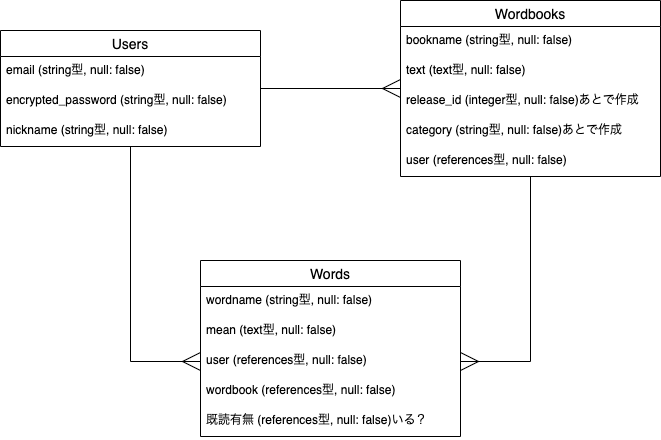 Users
email (string型, null: false)
encrypted_password (string型, null: false)
nickname (string型, null: false)
Wordbooks
bookname (string型, null: false)
text (text型, null: false)
release_id (integer型, null: false)あとで作成
category (string型, null: false)あとで作成
user (references型, null: false)
Words
wordname (string型, null: false)
mean (text型, null: false)
user (references型, null: false)
wordbook (references型, null: false)
既読有無 (references型, null: false)いる？